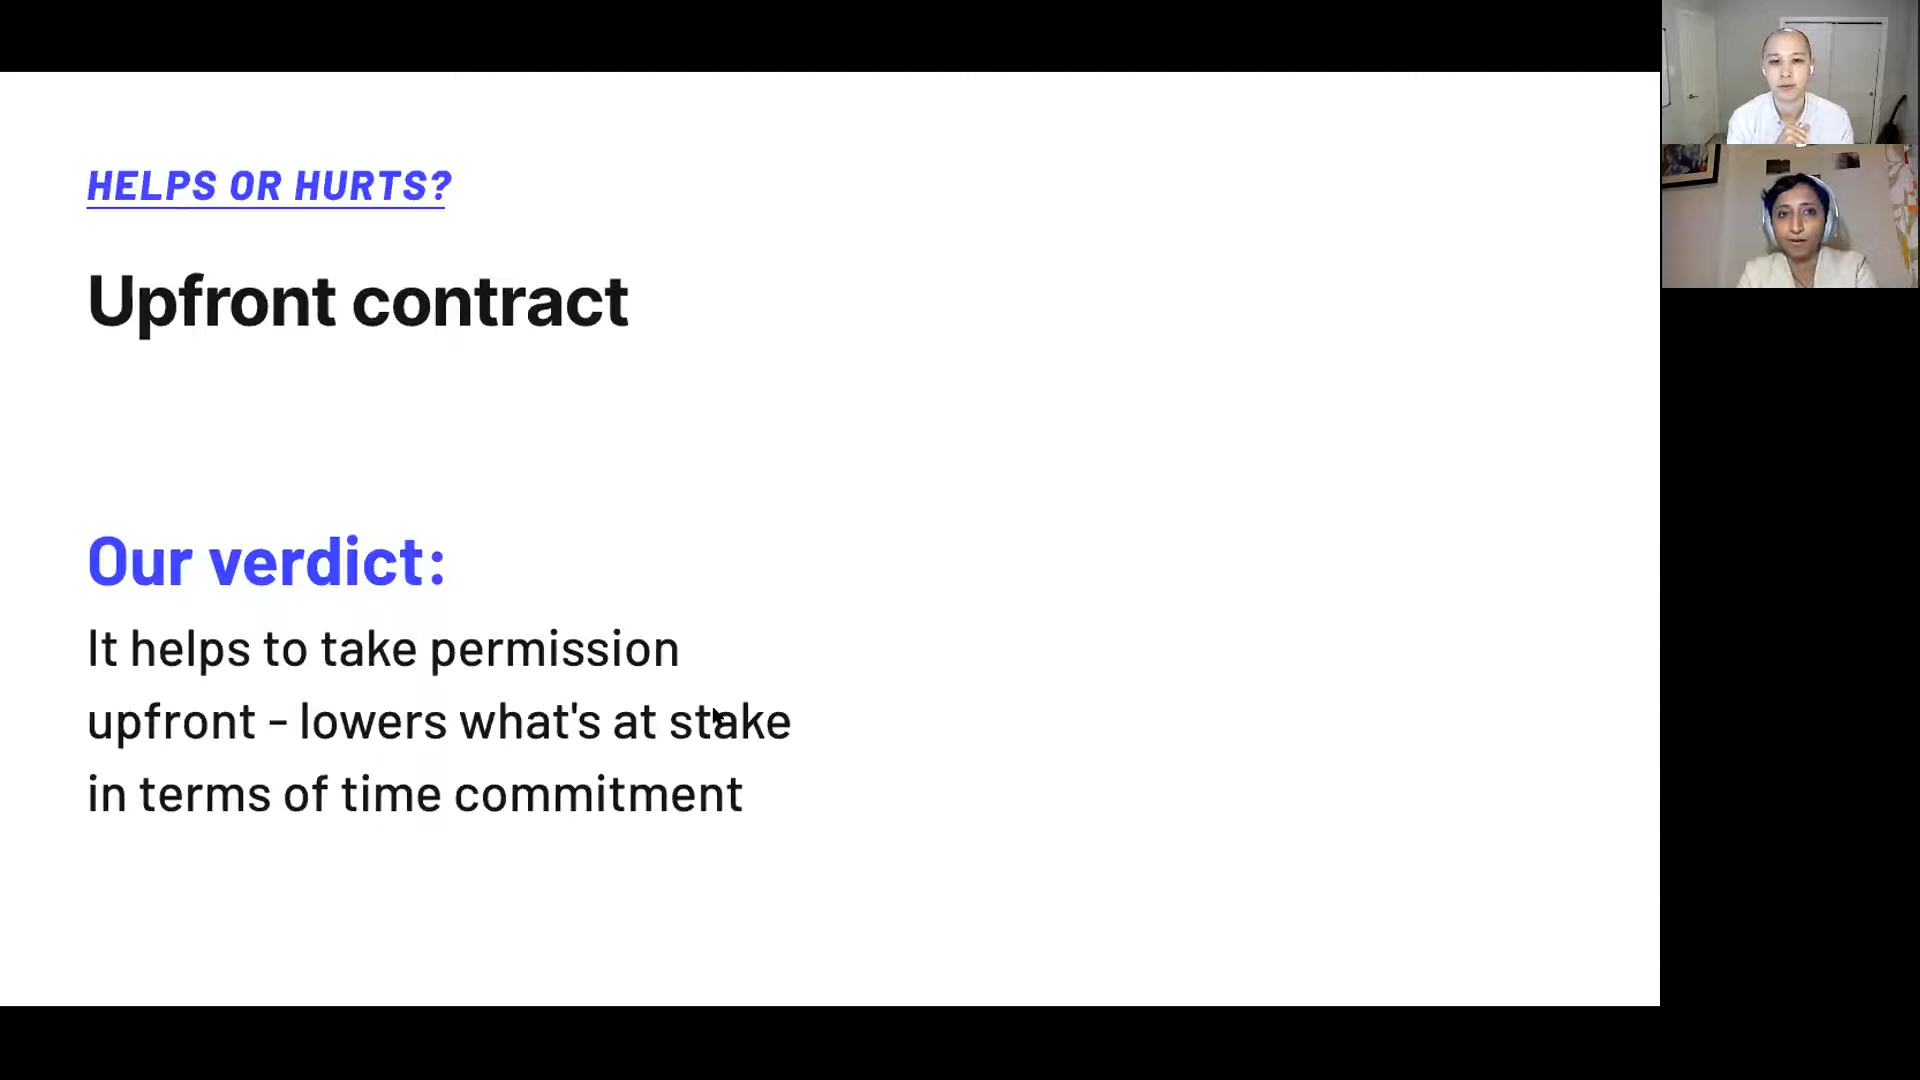 HELPS OR HURTS?
Upfront contract
Our verdict:
It helps to take permission
upfront - lowers what's at stake
in terms of time commitment